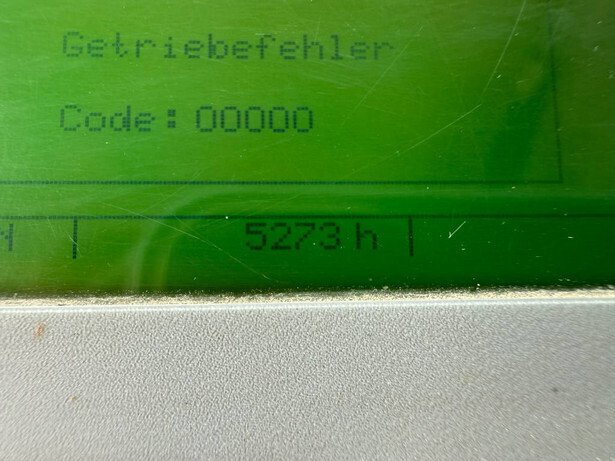 Getriebefehler
Code: 00000
5273 h